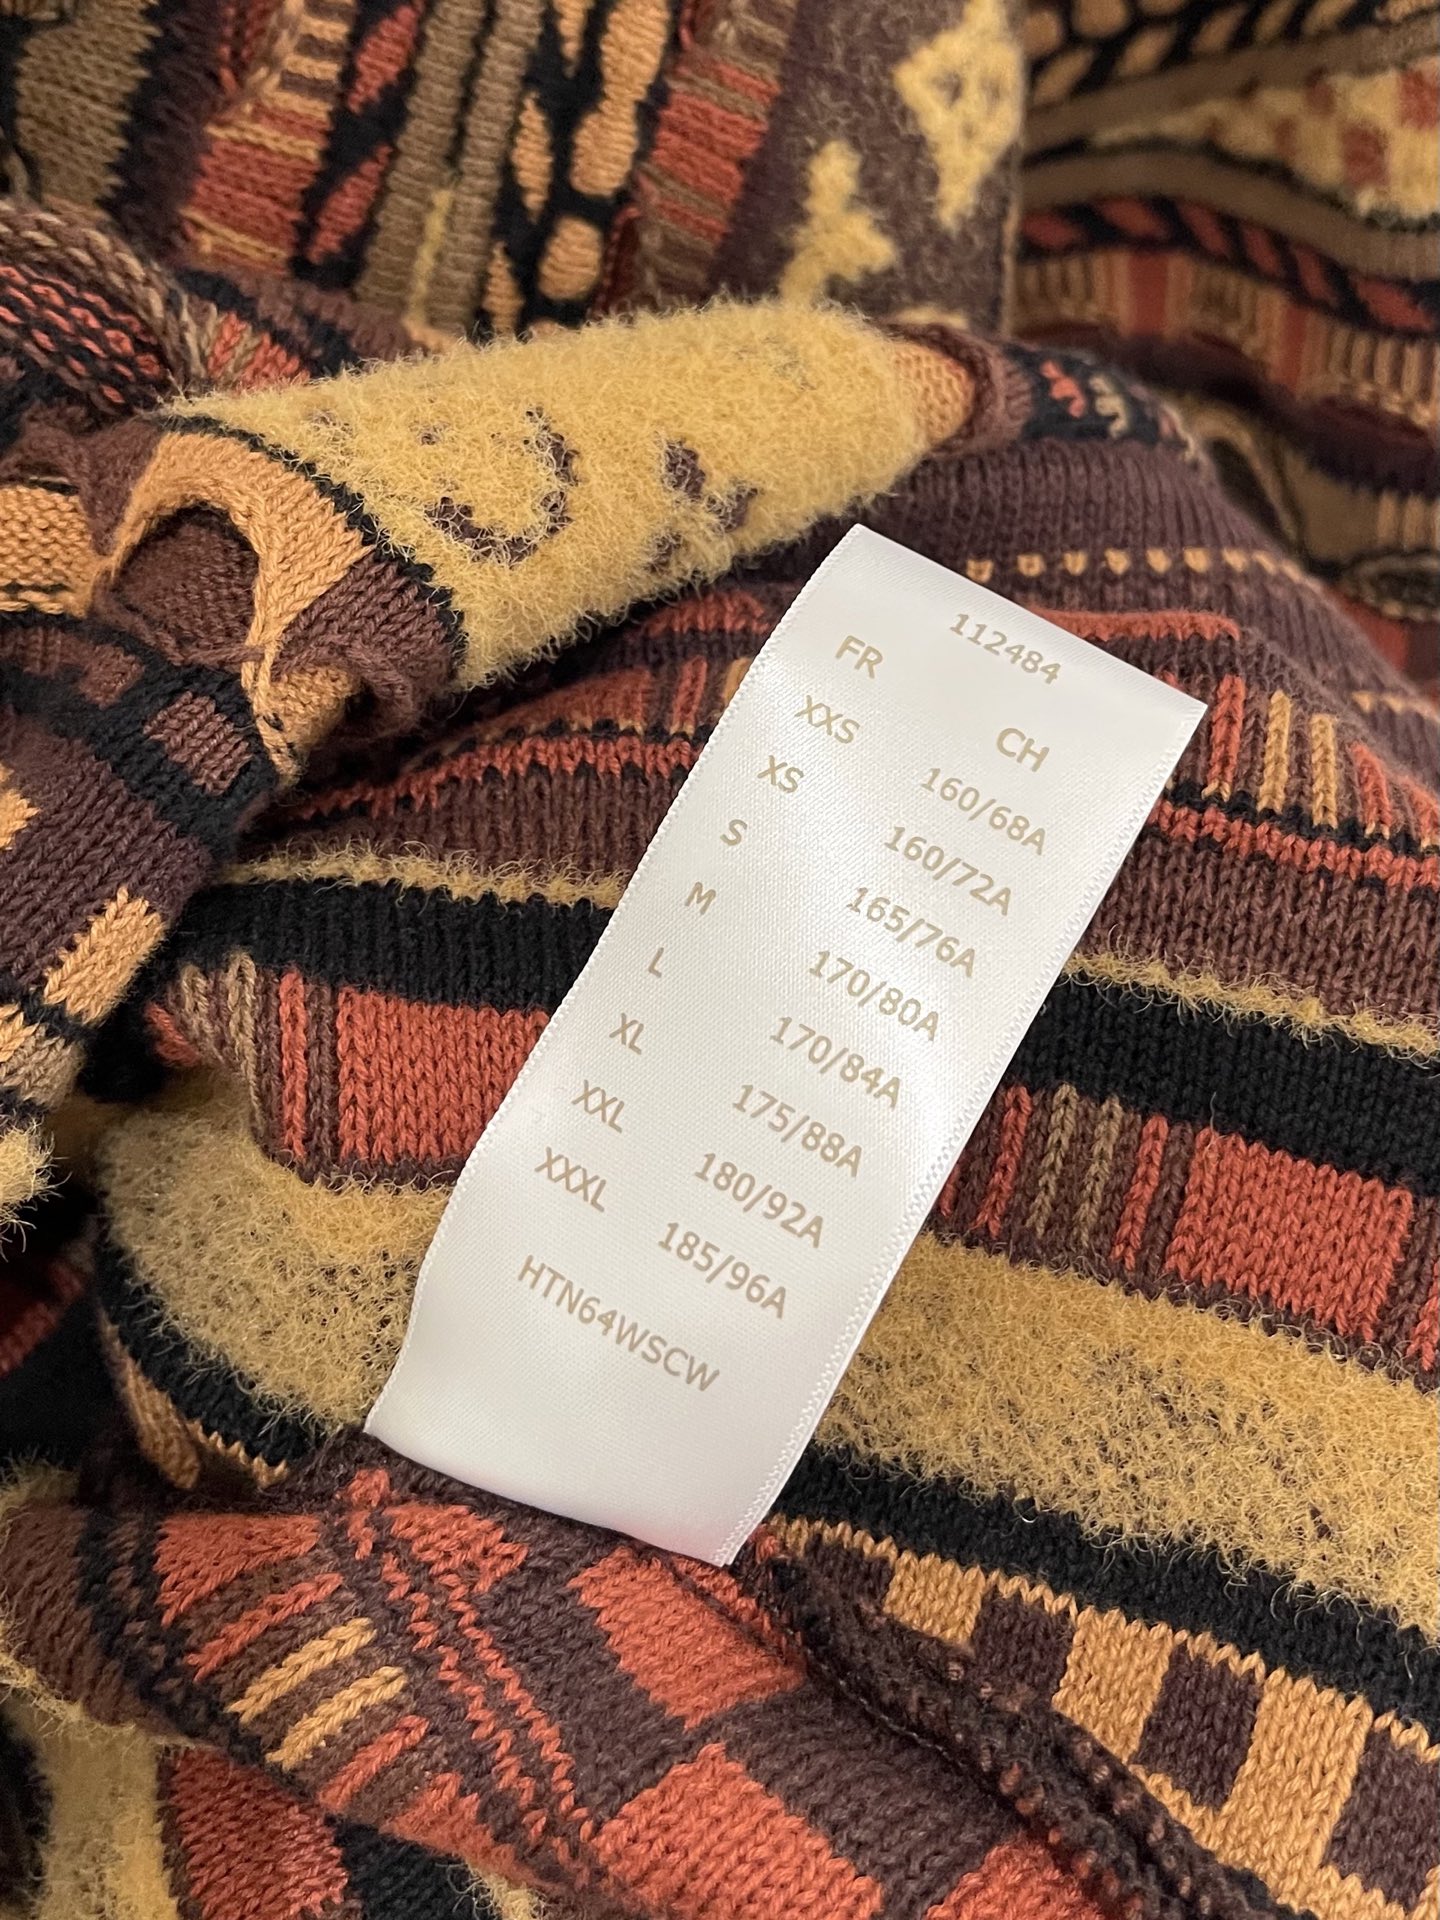 112484
FR CH
XXS 160/68A
XS 160/72A
S 165/76A
M 170/80A
L 170/84A
XL 175/88A
XXL 180/92A
XXXL 185/96A
HTN64WSCW